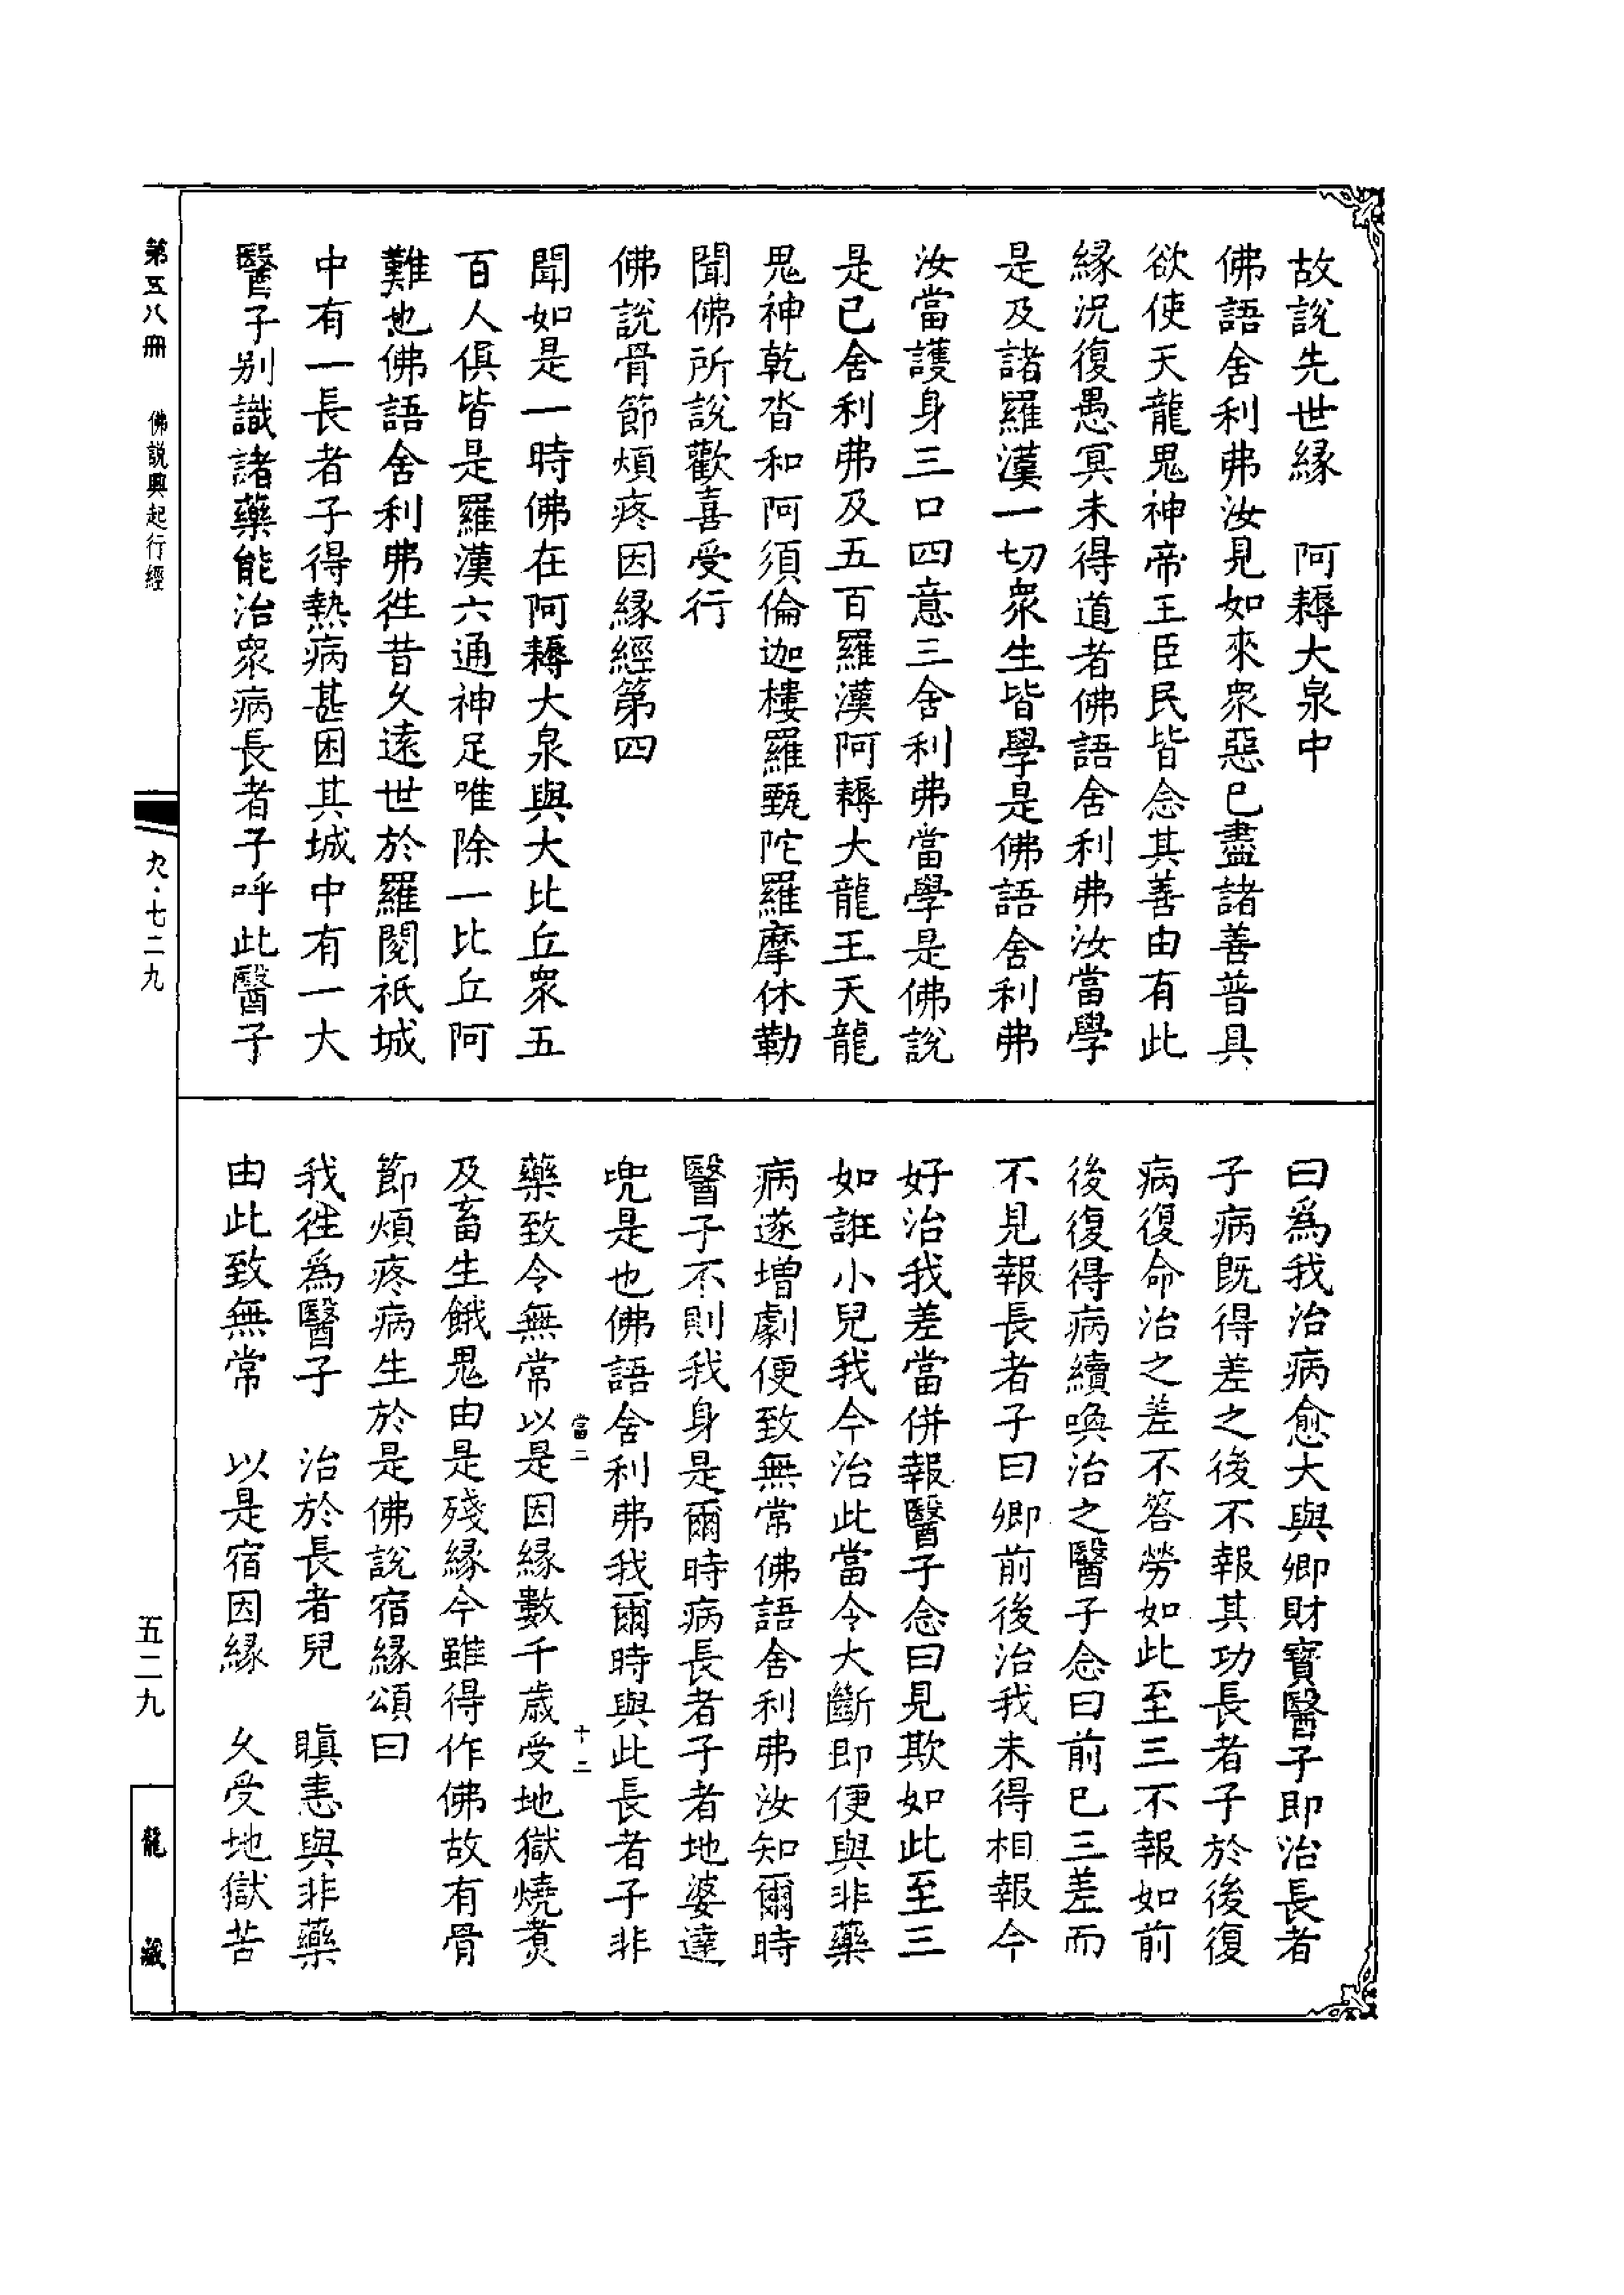 故說先世緣　阿耨大泉中
佛語舍利弗汝見如來衆惡已盡諸善普具
欲使天龍鬼神帝王臣民皆念其善由有此
緣況復愚冥未得道者佛語舍利弗汝當學
是及諸羅漢一切衆生皆學是佛語舍利弗
汝當護身三口四意三舍利弗當學是佛說
是已舍利弗及五百羅漢阿耨大龍王天龍
鬼神乾沓和阿須倫迦樓羅甄陀羅摩休勒
聞佛所說歡喜受行
佛說骨節煩疼因緣經第四
聞如是一時佛在阿耨大泉與大比丘衆五
百人俱皆是羅漢六通神足唯除一比丘阿
難也佛語舍利弗徃昔久遠世於羅閱祇城
中有一長者子得熱病甚困其城中有一大
醫子别識諸藥能治衆病長者子呼此醫子
曰爲我治病愈大與卿財寶醫子即治長者
子病旣得差之後不報其功長者子於後復
病復命治之差不答勞如此至三不報如前
後復得病續喚治之醫子念曰前已三差而
不見報長者子曰卿前後治我未得相報今
好治我差當併報醫子念曰見欺如此至三
如誑小兒我今治此當令大斷即便與非藥
病遂增劇便致無常佛語舍利弗汝知爾時
醫子不則我身是爾時病長者子者地婆達
兜是也佛語舍利弗我爾時與此長者子非
當二　十二
藥致令無常以是因緣數千歲受地獄燒煮
及畜生餓鬼由是殘緣今雖得作佛故有骨
節煩疼病生於是佛說宿緣頌曰
我徃爲醫子　治於長者兒　瞋恚與非藥
由此致無常　以是宿因緣　久受地獄苦
第五八冊　佛說興起行經
九·七二九
五二九
龍藏